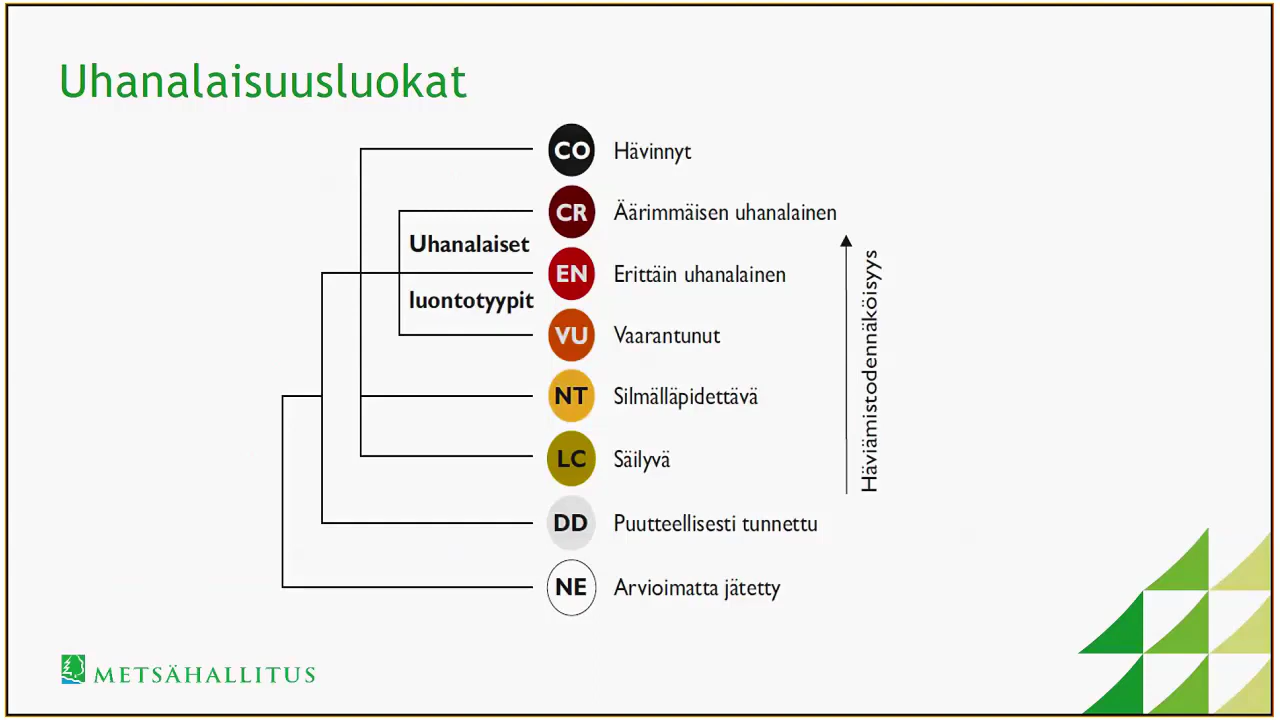 Uhanalaisuusluokat
CO Hävinnyt
CR Äärimmäisen uhanalainen
Uhanalaiset
EN Erittäin uhanalainen
luontotyypit
VU Vaarantunut
NT Silmälläpidettävä
LC Säilyvä
DD Puutteellisesti tunnettu
NE Arvioimatta jätetty
Häviämistodennäköisyys
METSÄHALLITUS